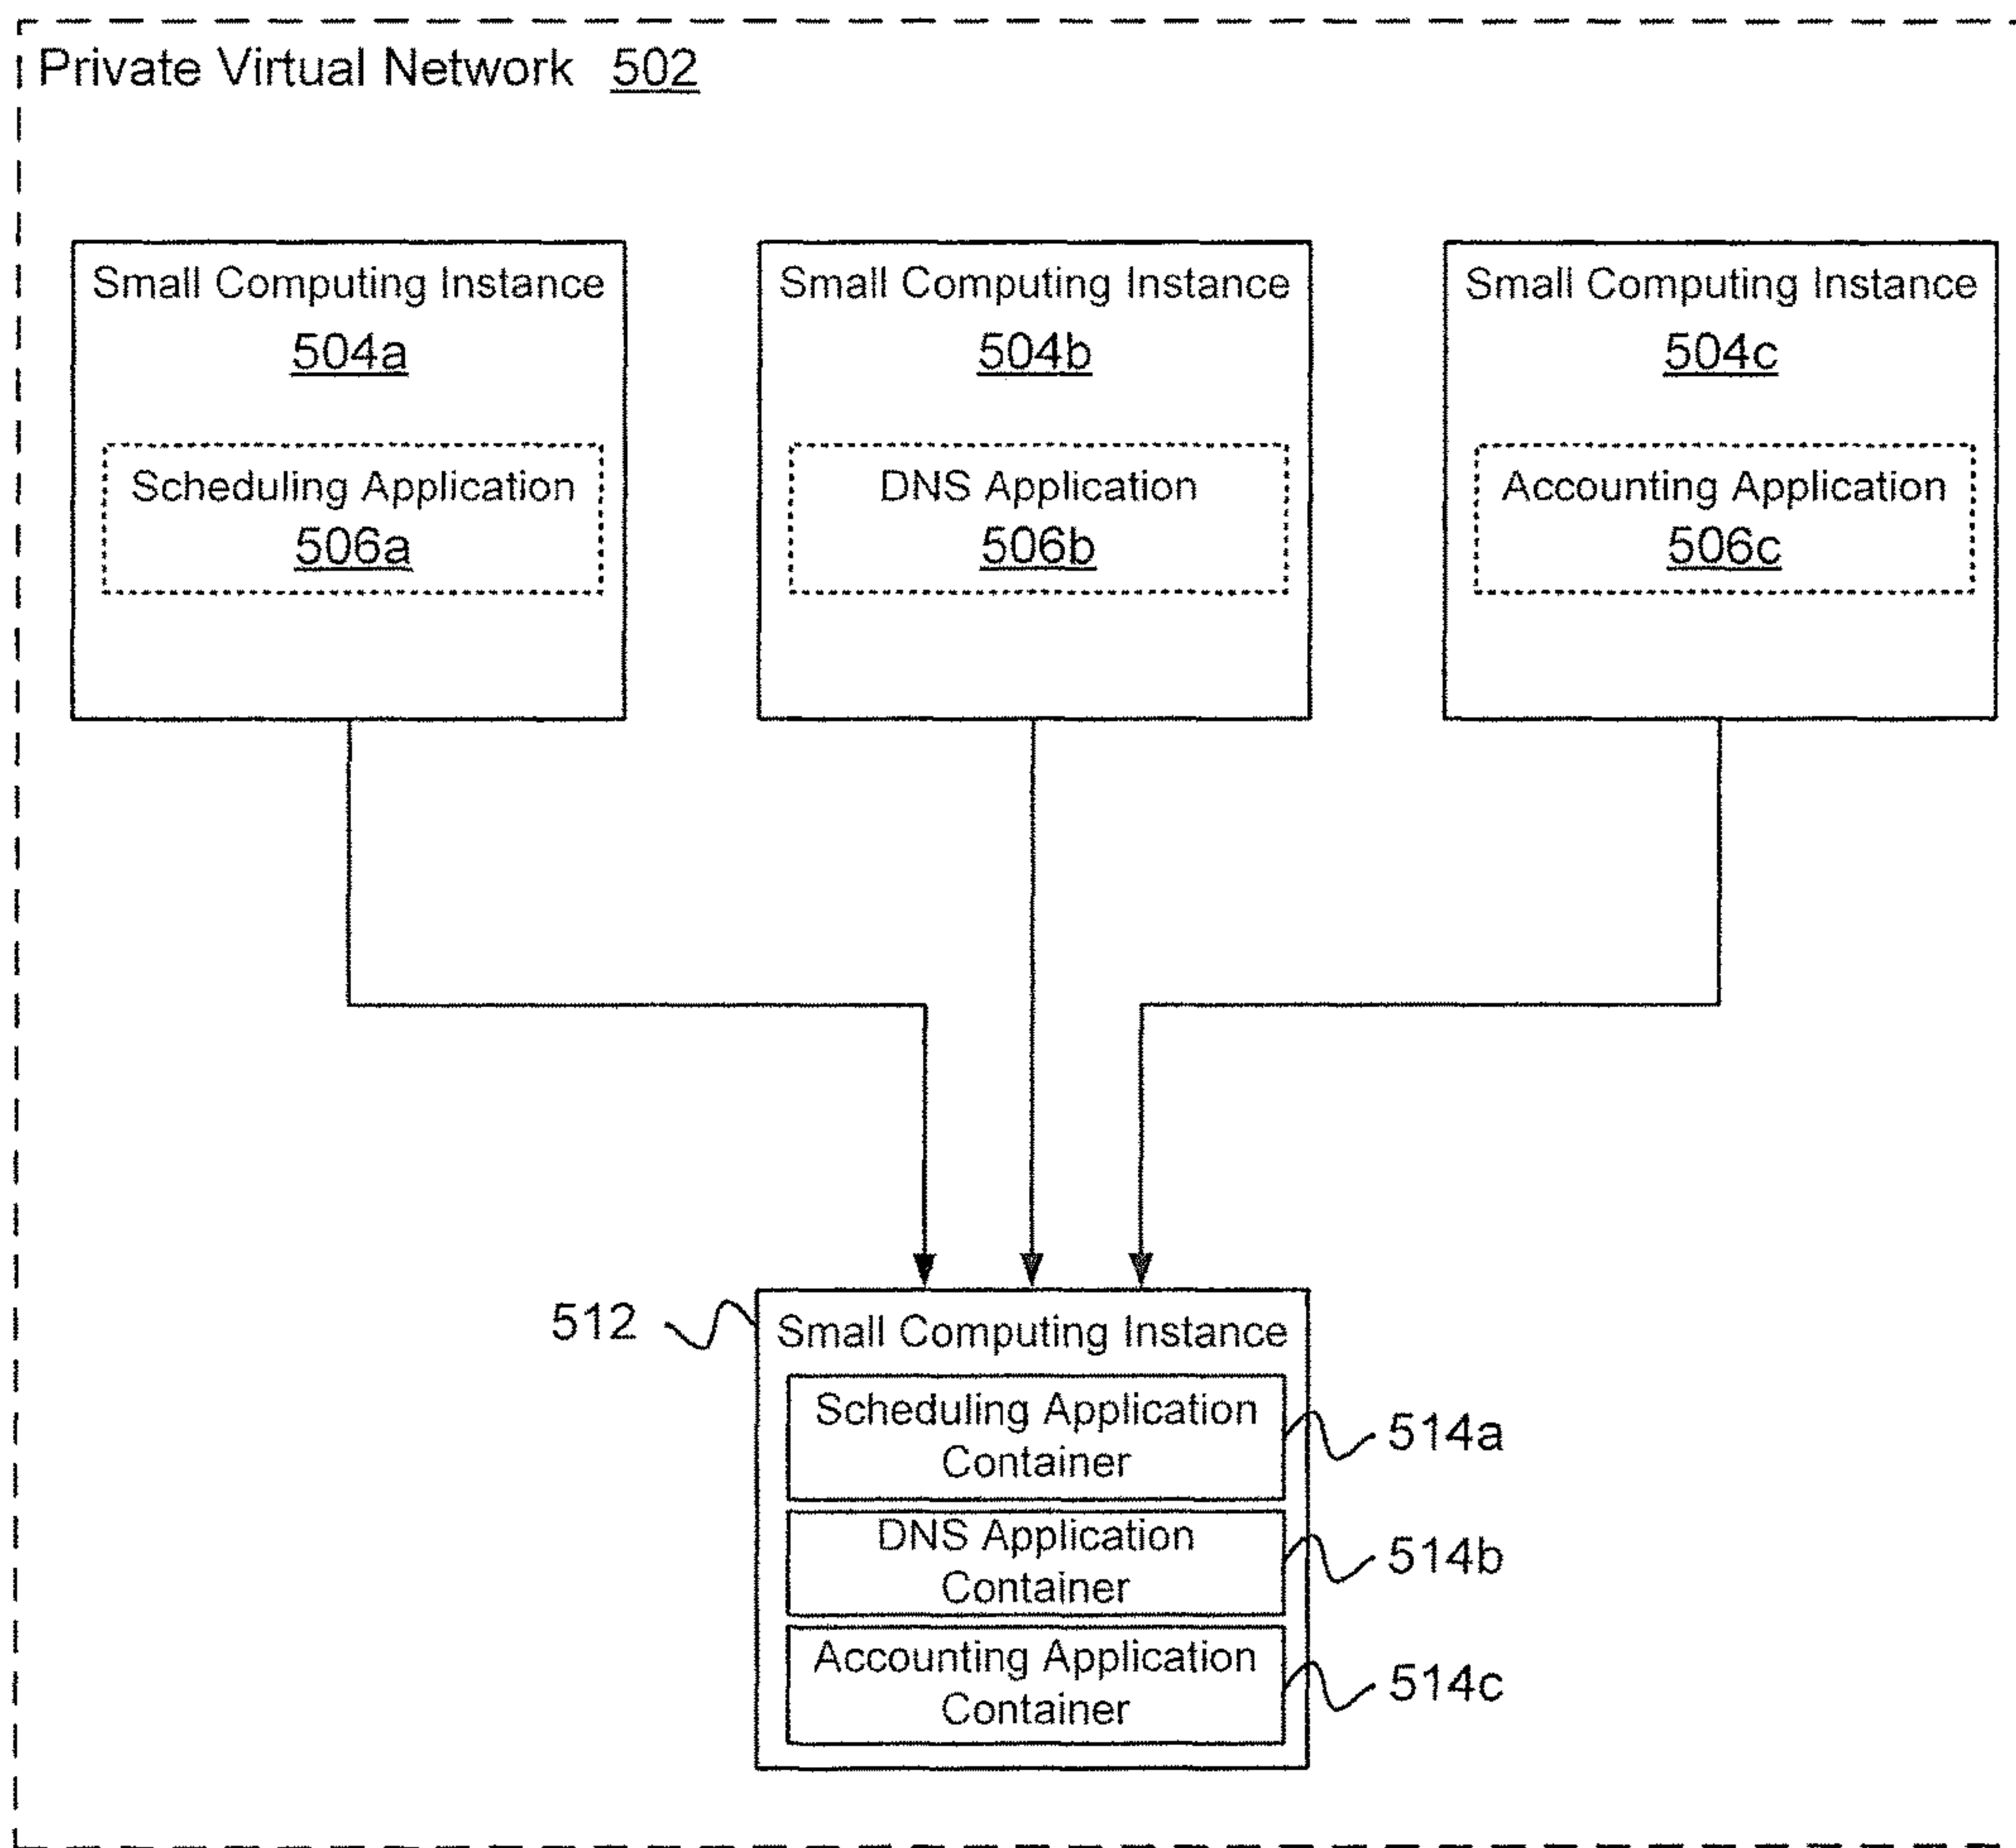 Private Virtual Network 502
Small Computing Instance
504a
Scheduling Application
506a
Small Computing Instance
504b
DNS Application
506b
Small Computing Instance
504c
Accounting Application
506c
512
Small Computing Instance
Scheduling Application
Container
514a
DNS Application
Container
514b
Accounting Application
Container
514c